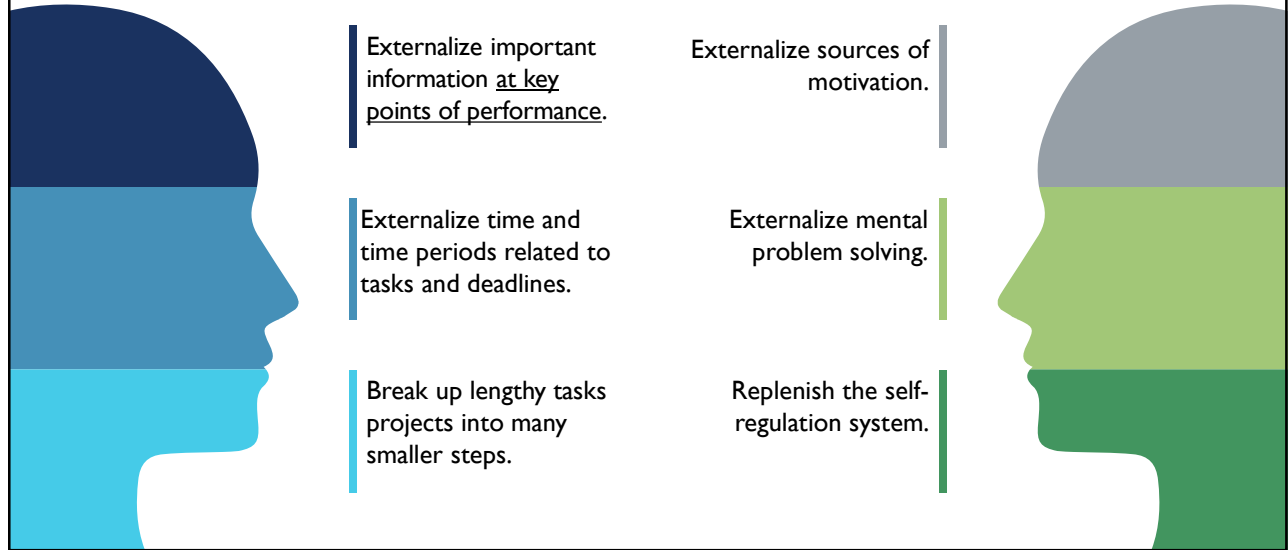 Externalize important
information at key
points of performance.
Externalize time and
time periods related to
tasks and deadlines.
Break up lengthy tasks
projects into many
smaller steps.
Externalize sources of
motivation.
Externalize mental
problem solving.
Replenish the self-
regulation system.